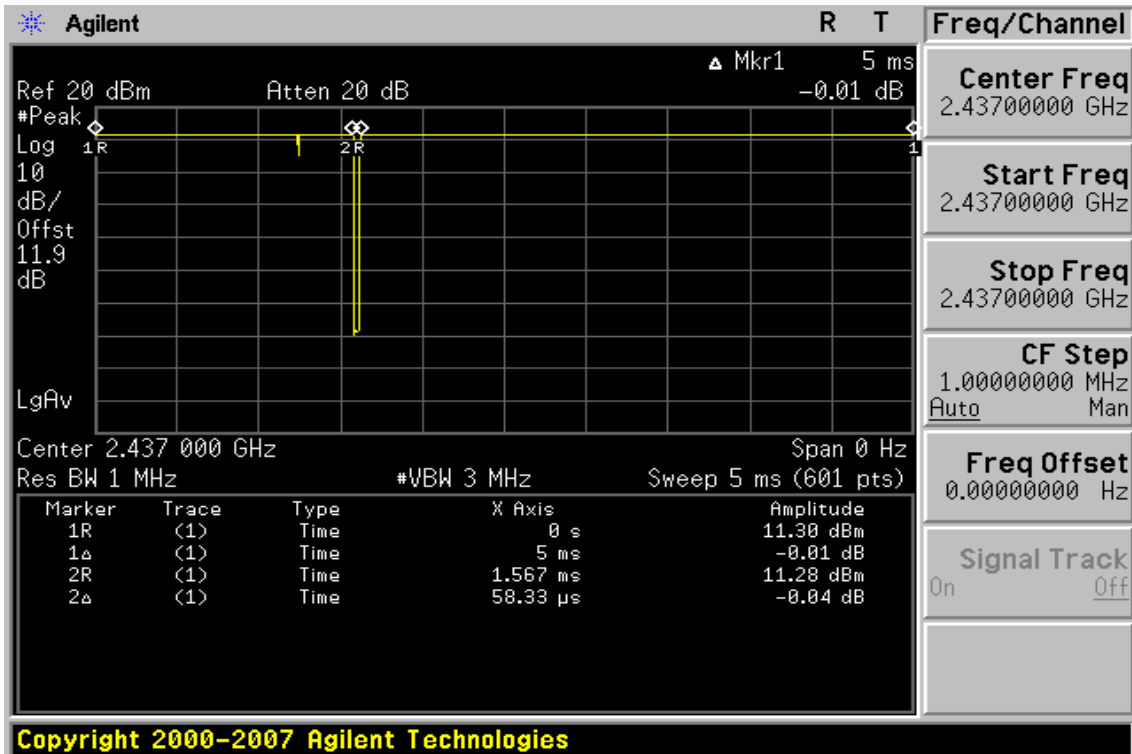 Agilent R T
Δ Mkr1 5 ms
Ref 20 dBm Atten 20 dB -0.01 dB
#Peak
Log
10
dB/
Offst
11.9
dB
LgAv
1R 2R 1
Center 2.437 000 GHz Span 0 Hz
Res BW 1 MHz #VBW 3 MHz Sweep 5 ms (601 pts)
Marker Trace Type X Axis Amplitude
1R (1) Time 0 s 11.30 dBm
1Δ (1) Time 5 ms -0.01 dB
2R (1) Time 1.567 ms 11.28 dBm
2Δ (1) Time 58.33 μs -0.04 dB
Freq/Channel
Center Freq
2.43700000 GHz
Start Freq
2.43700000 GHz
Stop Freq
2.43700000 GHz
CF Step
1.00000000 MHz
Auto Man
Freq Offset
0.00000000 Hz
Signal Track
On Off
Copyright 2000-2007 Agilent Technologies